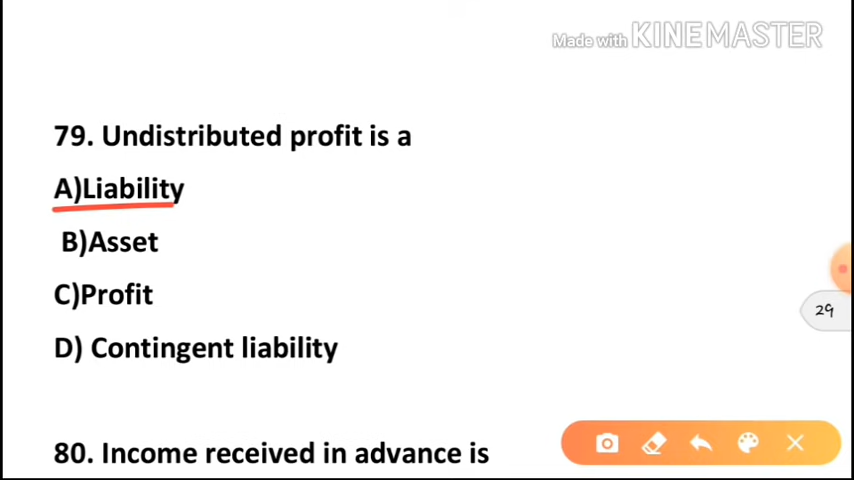 Made with KINEMASTER
79. Undistributed profit is a
A)Liability
B)Asset
C)Profit
29
D) Contingent liability
80. Income received in advance is